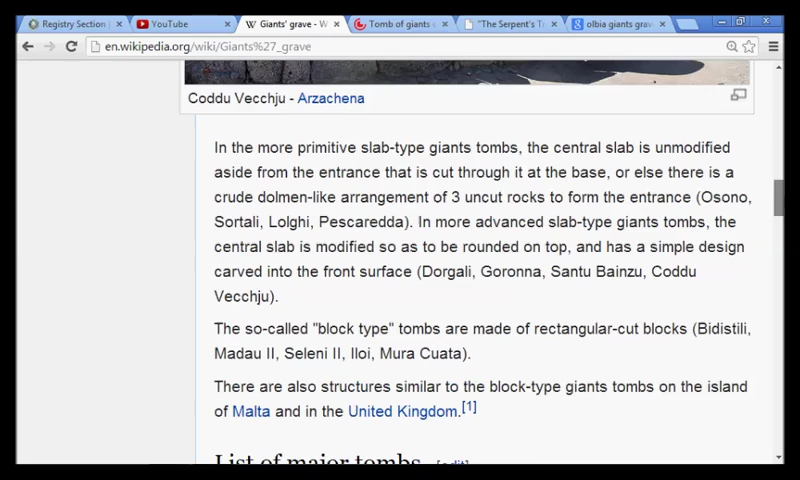 Registry Section |
YouTube
Giants' grave - W
Tomb of giants -
"The Serpent's T
olbia giants grav
en.wikipedia.org/wiki/Giants%27_grave
Coddu Vecchju - Arzachena
In the more primitive slab-type giants tombs, the central slab is unmodified
aside from the entrance that is cut through it at the base, or else there is a
crude dolmen-like arrangement of 3 uncut rocks to form the entrance (Osono,
Sortali, Lolghi, Pescaredda). In more advanced slab-type giants tombs, the
central slab is modified so as to be rounded on top, and has a simple design
carved into the front surface (Dorgali, Goronna, Santu Bainzu, Coddu
Vecchju).
The so-called "block type" tombs are made of rectangular-cut blocks (Bidistili,
Madau II, Seleni II, Iloi, Mura Cuata).
There are also structures similar to the block-type giants tombs on the island
of Malta and in the United Kingdom.[1]
List of major tombs [edit]